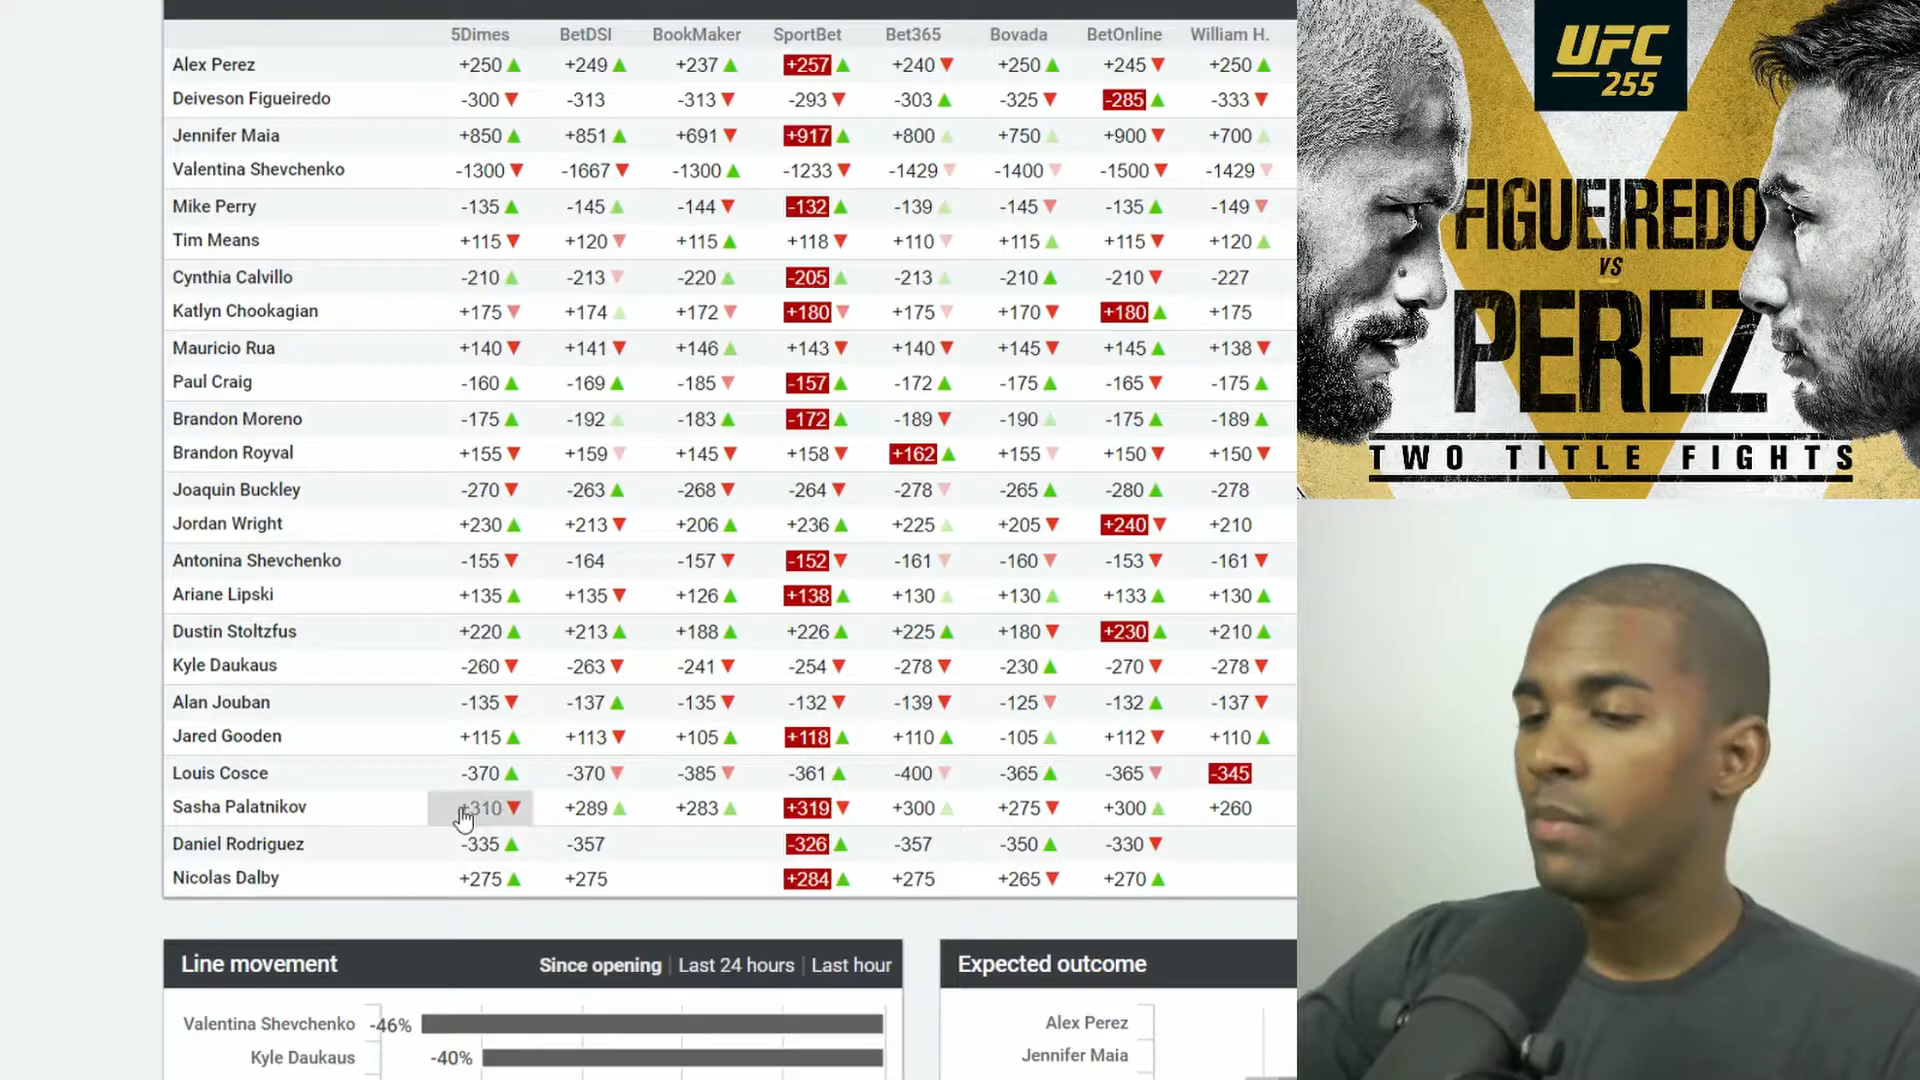 5Dimes BetDSI BookMaker SportBet Bet365 Bovada BetOnline William H.
Alex Perez +250 +249 +237 +257 +240 +250 +245 +250
Deiveson Figueiredo -300 -313 -313 -293 -303 -325 -285 -333
Jennifer Maia +850 +851 +691 +917 +800 +750 +900 +700
Valentina Shevchenko -1300 -1667 -1300 -1233 -1429 -1400 -1500 -1429
Mike Perry -135 -145 -144 -132 -139 -145 -135 -149
Tim Means +115 +120 +115 +118 +110 +115 +115 +120
Cynthia Calvillo -210 -213 -220 -205 -213 -210 -210 -227
Katlyn Chookagian +175 +174 +172 +180 +175 +170 +180 +175
Mauricio Rua +140 +141 +146 +143 +140 +145 +145 +138
Paul Craig -160 -169 -185 -157 -172 -175 -165 -175
Brandon Moreno -175 -192 -183 -172 -189 -190 -175 -189
Brandon Royval +155 +159 +145 +158 +162 +155 +150 +150
Joaquin Buckley -270 -263 -268 -264 -278 -265 -280 -278
Jordan Wright +230 +213 +206 +236 +225 +205 +240 +210
Antonina Shevchenko -155 -164 -157 -152 -161 -160 -153 -161
Ariane Lipski +135 +135 +126 +138 +130 +130 +133 +130
Dustin Stoltzfus +220 +213 +188 +226 +225 +180 +230 +210
Kyle Daukaus -260 -263 -241 -254 -278 -230 -270 -278
Alan Jouban -135 -137 -135 -132 -139 -125 -132 -137
Jared Gooden +115 +113 +105 +118 +110 -105 +112 +110
Louis Cosce -370 -370 -385 -361 -400 -365 -365 -345
Sasha Palatnikov +310 +289 +283 +319 +300 +275 +300 +260
Daniel Rodriguez -335 -357 -326 -357 -350 -330
Nicolas Dalby +275 +275 +284 +275 +265 +270
Line movement Since opening | Last 24 hours | Last hour
Valentina Shevchenko -46%
Kyle Daukaus -40%
Expected outcome
Alex Perez
Jennifer Maia
UFC
255
FIGUEIREDO
VS
PEREZ
TWO TITLE FIGHTS